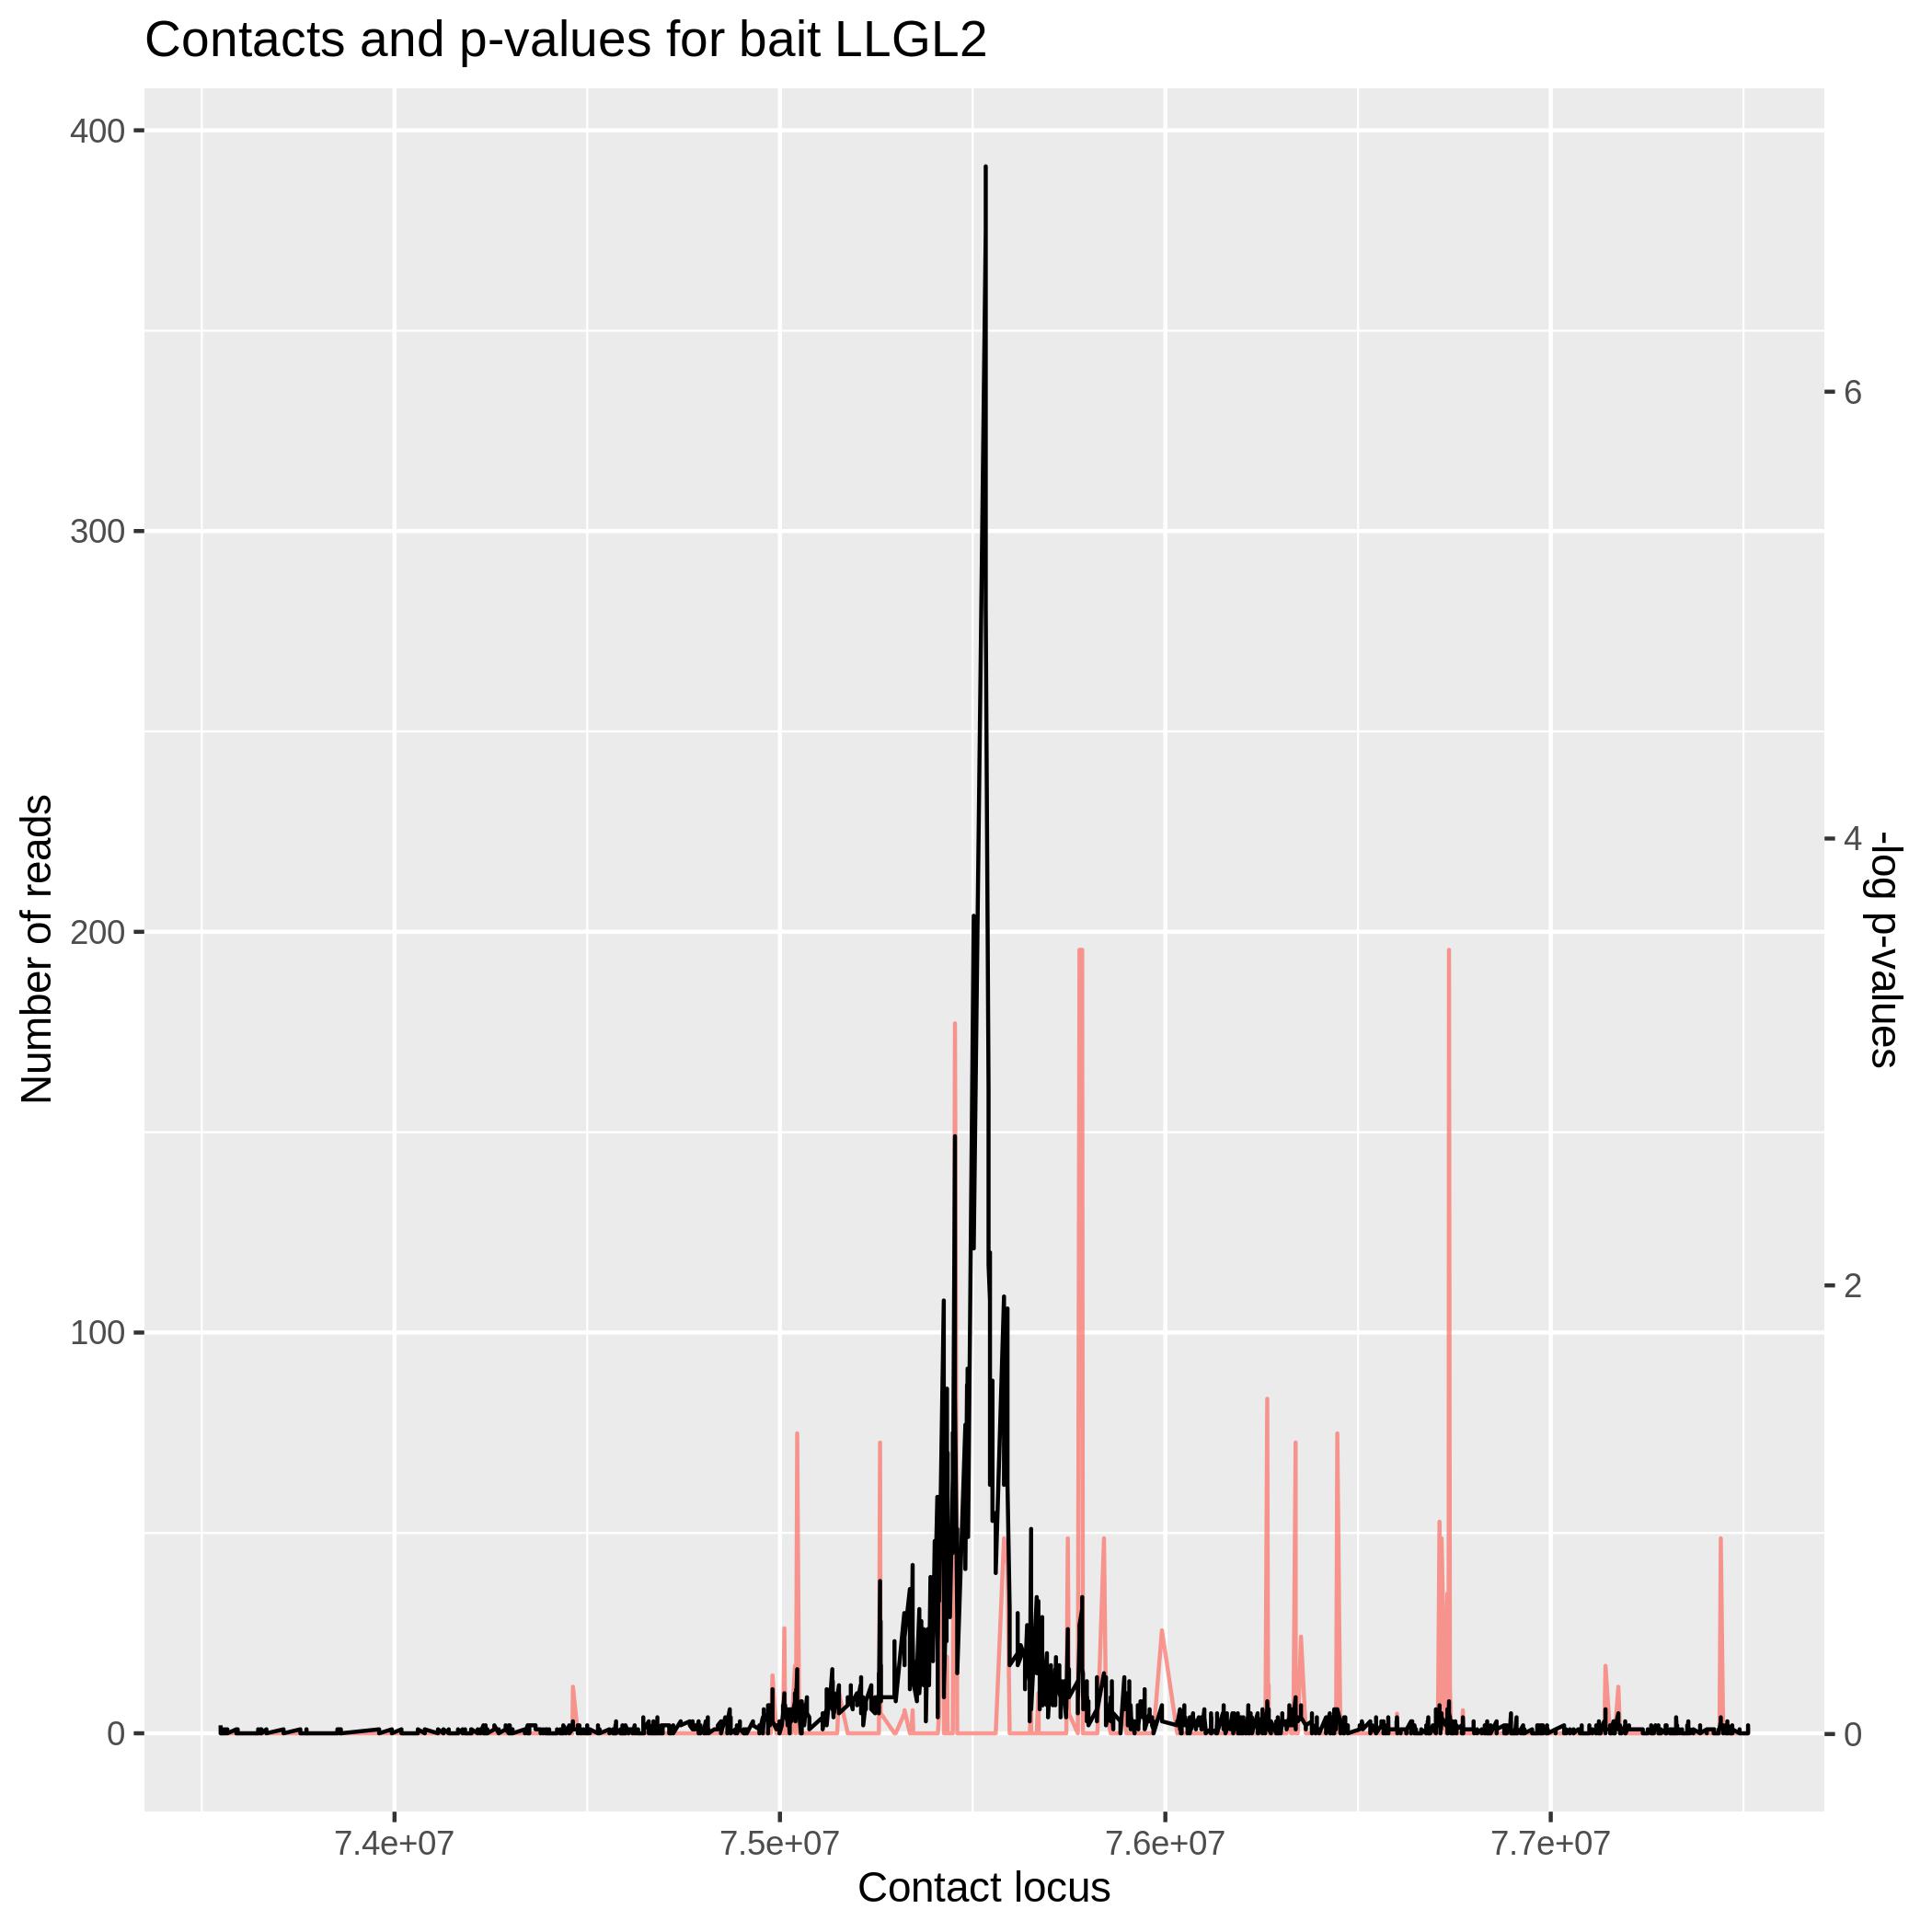 Contacts and p-values for bait LLGL2
400
300
200
100
0
Number of reads
6
4
2
0
-log p-values
7.4e+07
7.5e+07
7.6e+07
7.7e+07
Contact locus